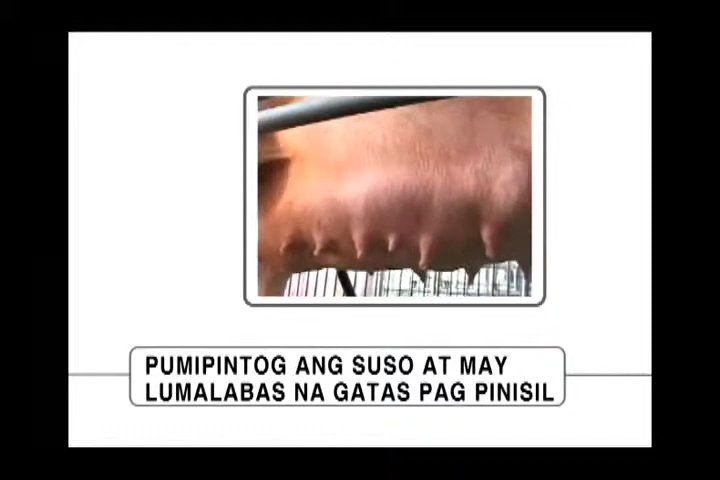 PUMIPINTOG ANG SUSO AT MAY
LUMALABAS NA GATAS PAG PINISIL